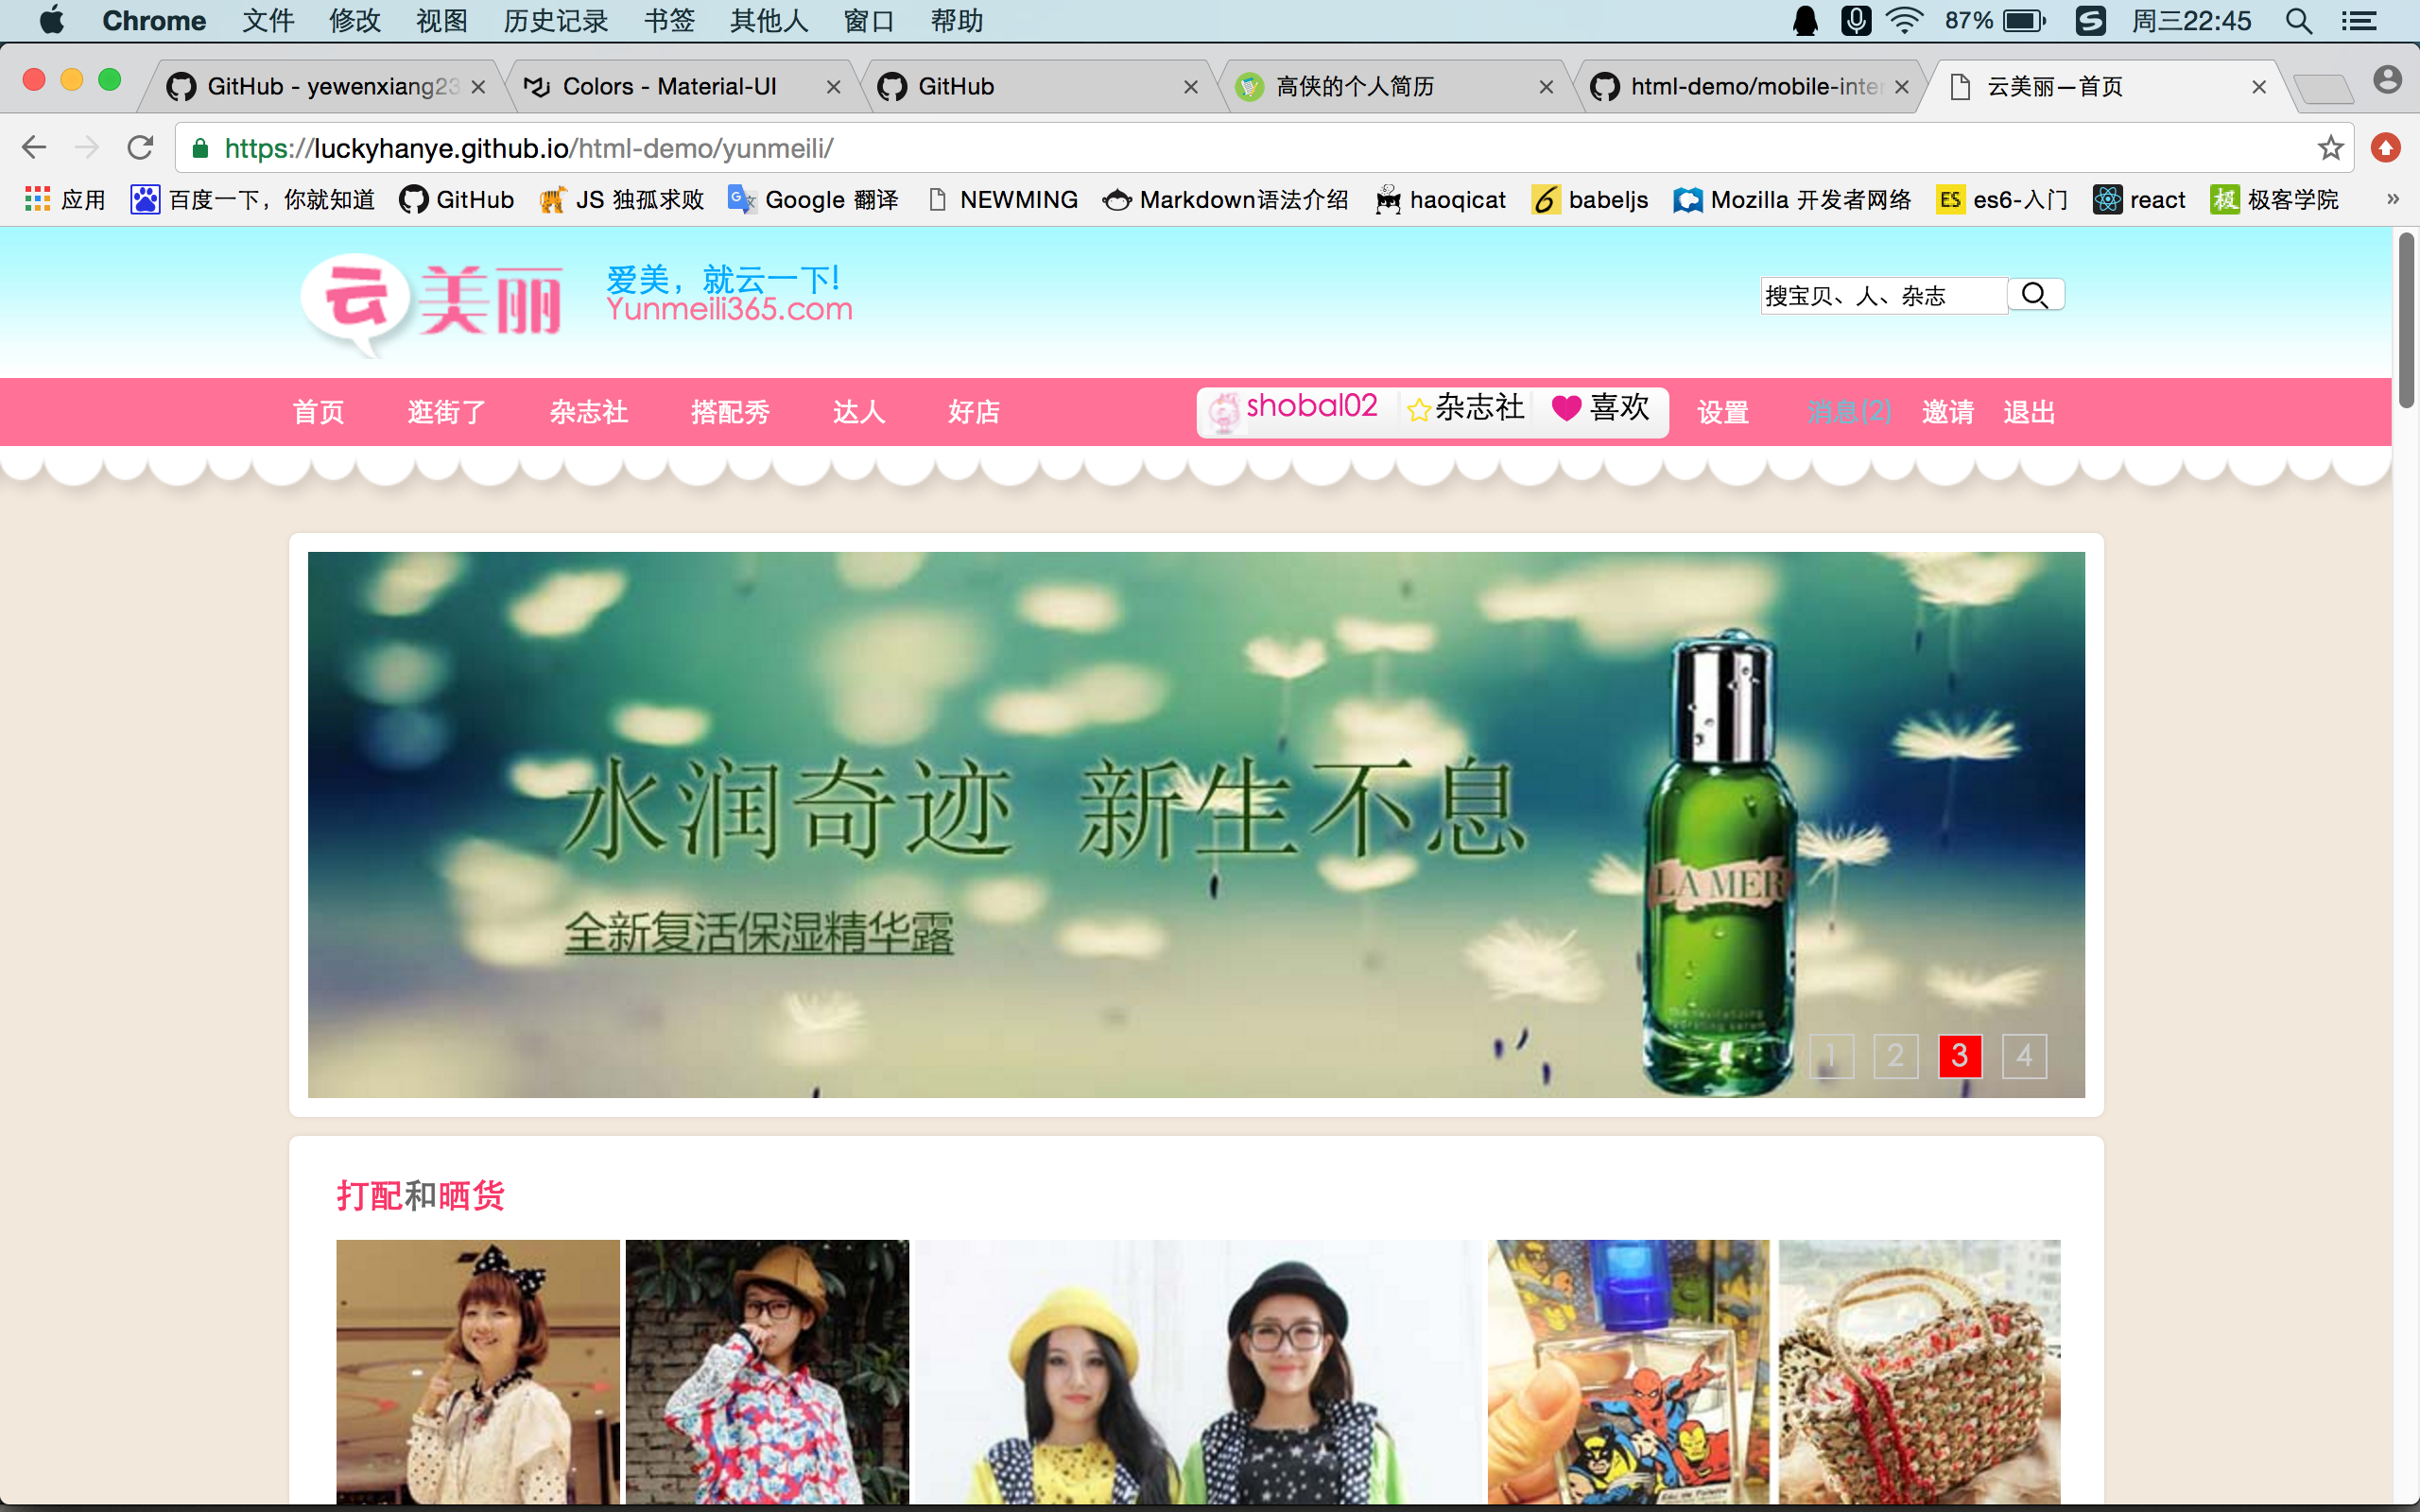 Chrome 文件 修改 视图 历史记录 书签 其他人 窗口 帮助 87% 周三22:45
GitHub - yewenxiang23 Colors - Material-UI GitHub 高侠的个人简历 html-demo/mobile-inter 云美丽—首页
https://luckyhanye.github.io/html-demo/yunmeili/
应用 百度一下，你就知道 GitHub JS 独孤求败 Google 翻译 NEWMING Markdown语法介绍 haoqicat babeljs Mozilla 开发者网络 ES es6-入门 react 极 极客学院 »
云美丽
爱美，就云一下!
Yunmeili365.com
搜宝贝、人、杂志
首页 逛街了 杂志社 搭配秀 达人 好店 shobal02 杂志社 喜欢 设置 消息(2) 邀请 退出
水润奇迹 新生不息
LA MER
全新复活保湿精华露
1 2 3 4
打配和晒货